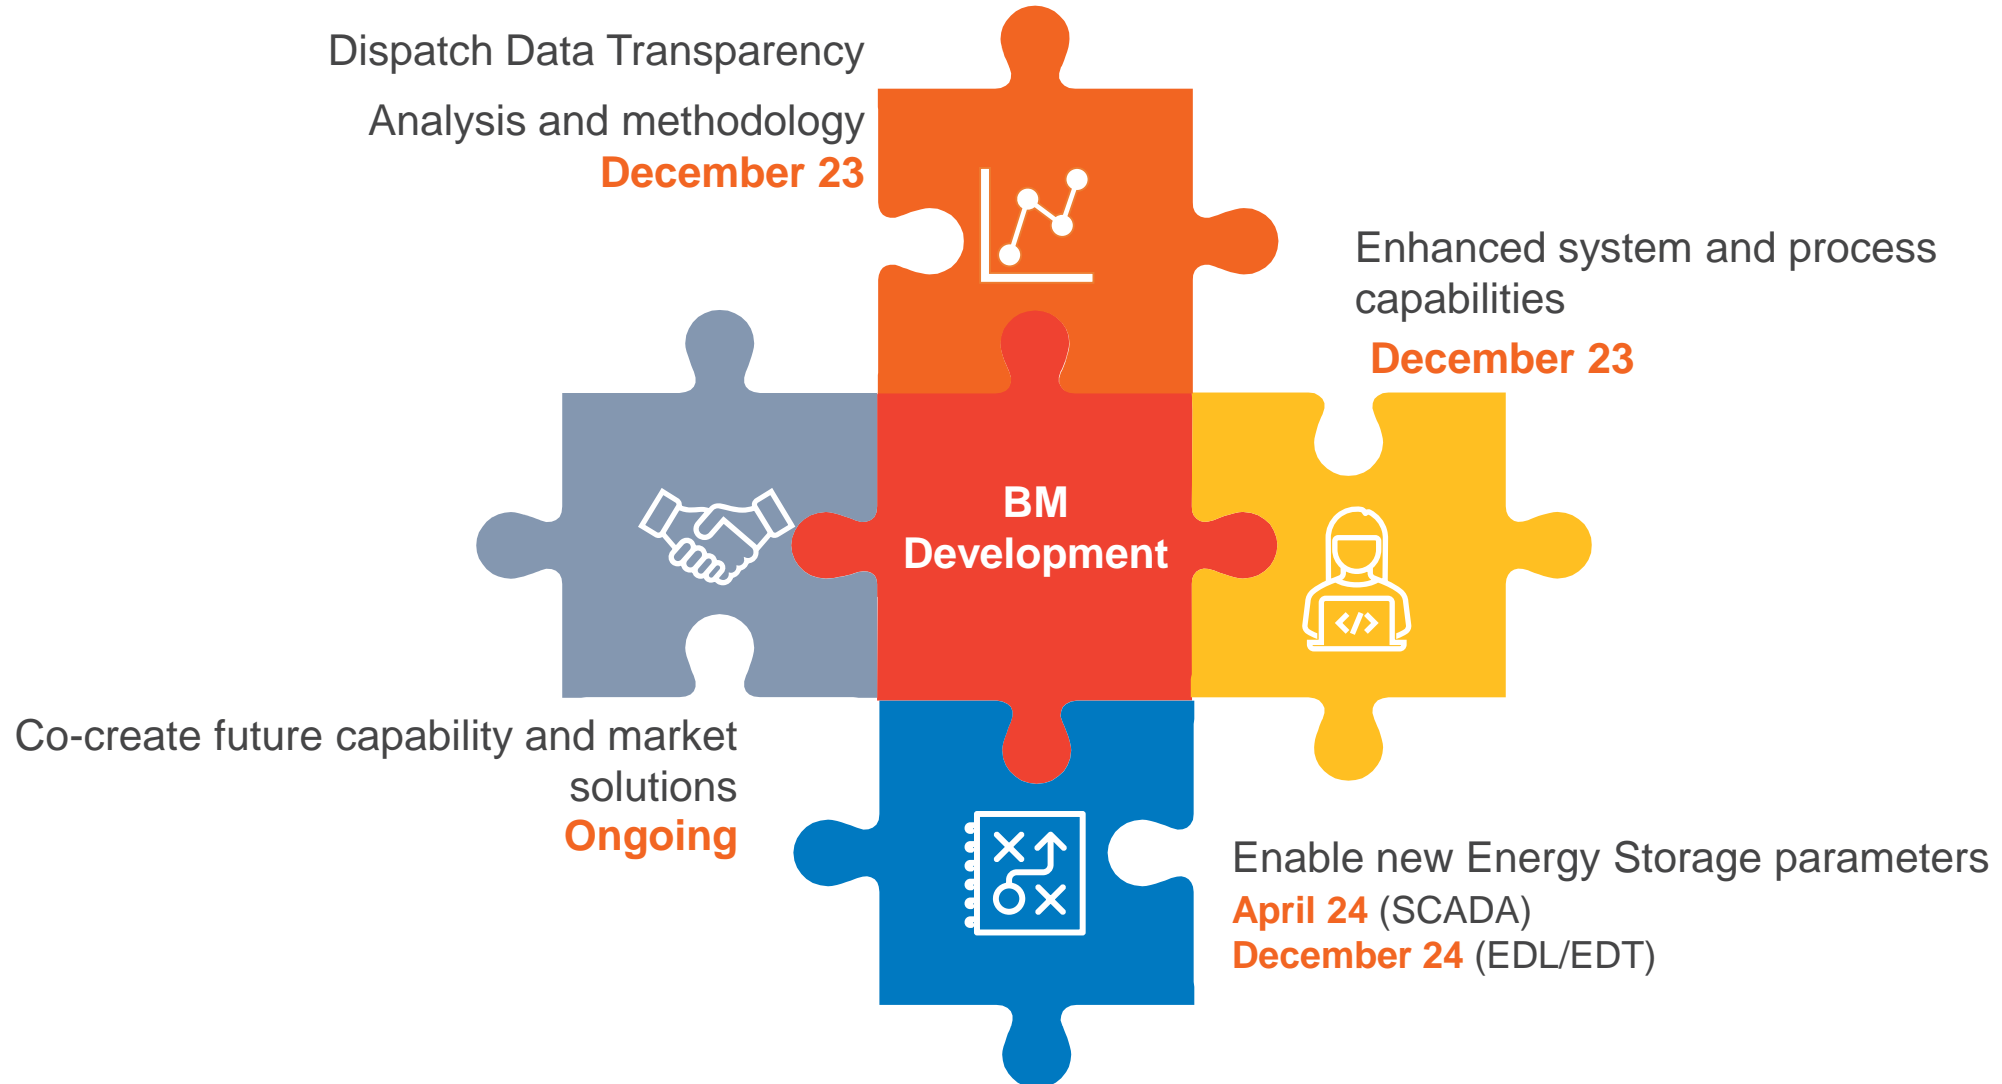 Dispatch Data Transparency
Analysis and methodology
December 23
Enhanced system and process
capabilities
December 23
BM
Development
</>
Co-create future capability and market
solutions
Ongoing
Enable new Energy Storage parameters
April 24 (SCADA)
December 24 (EDL/EDT)